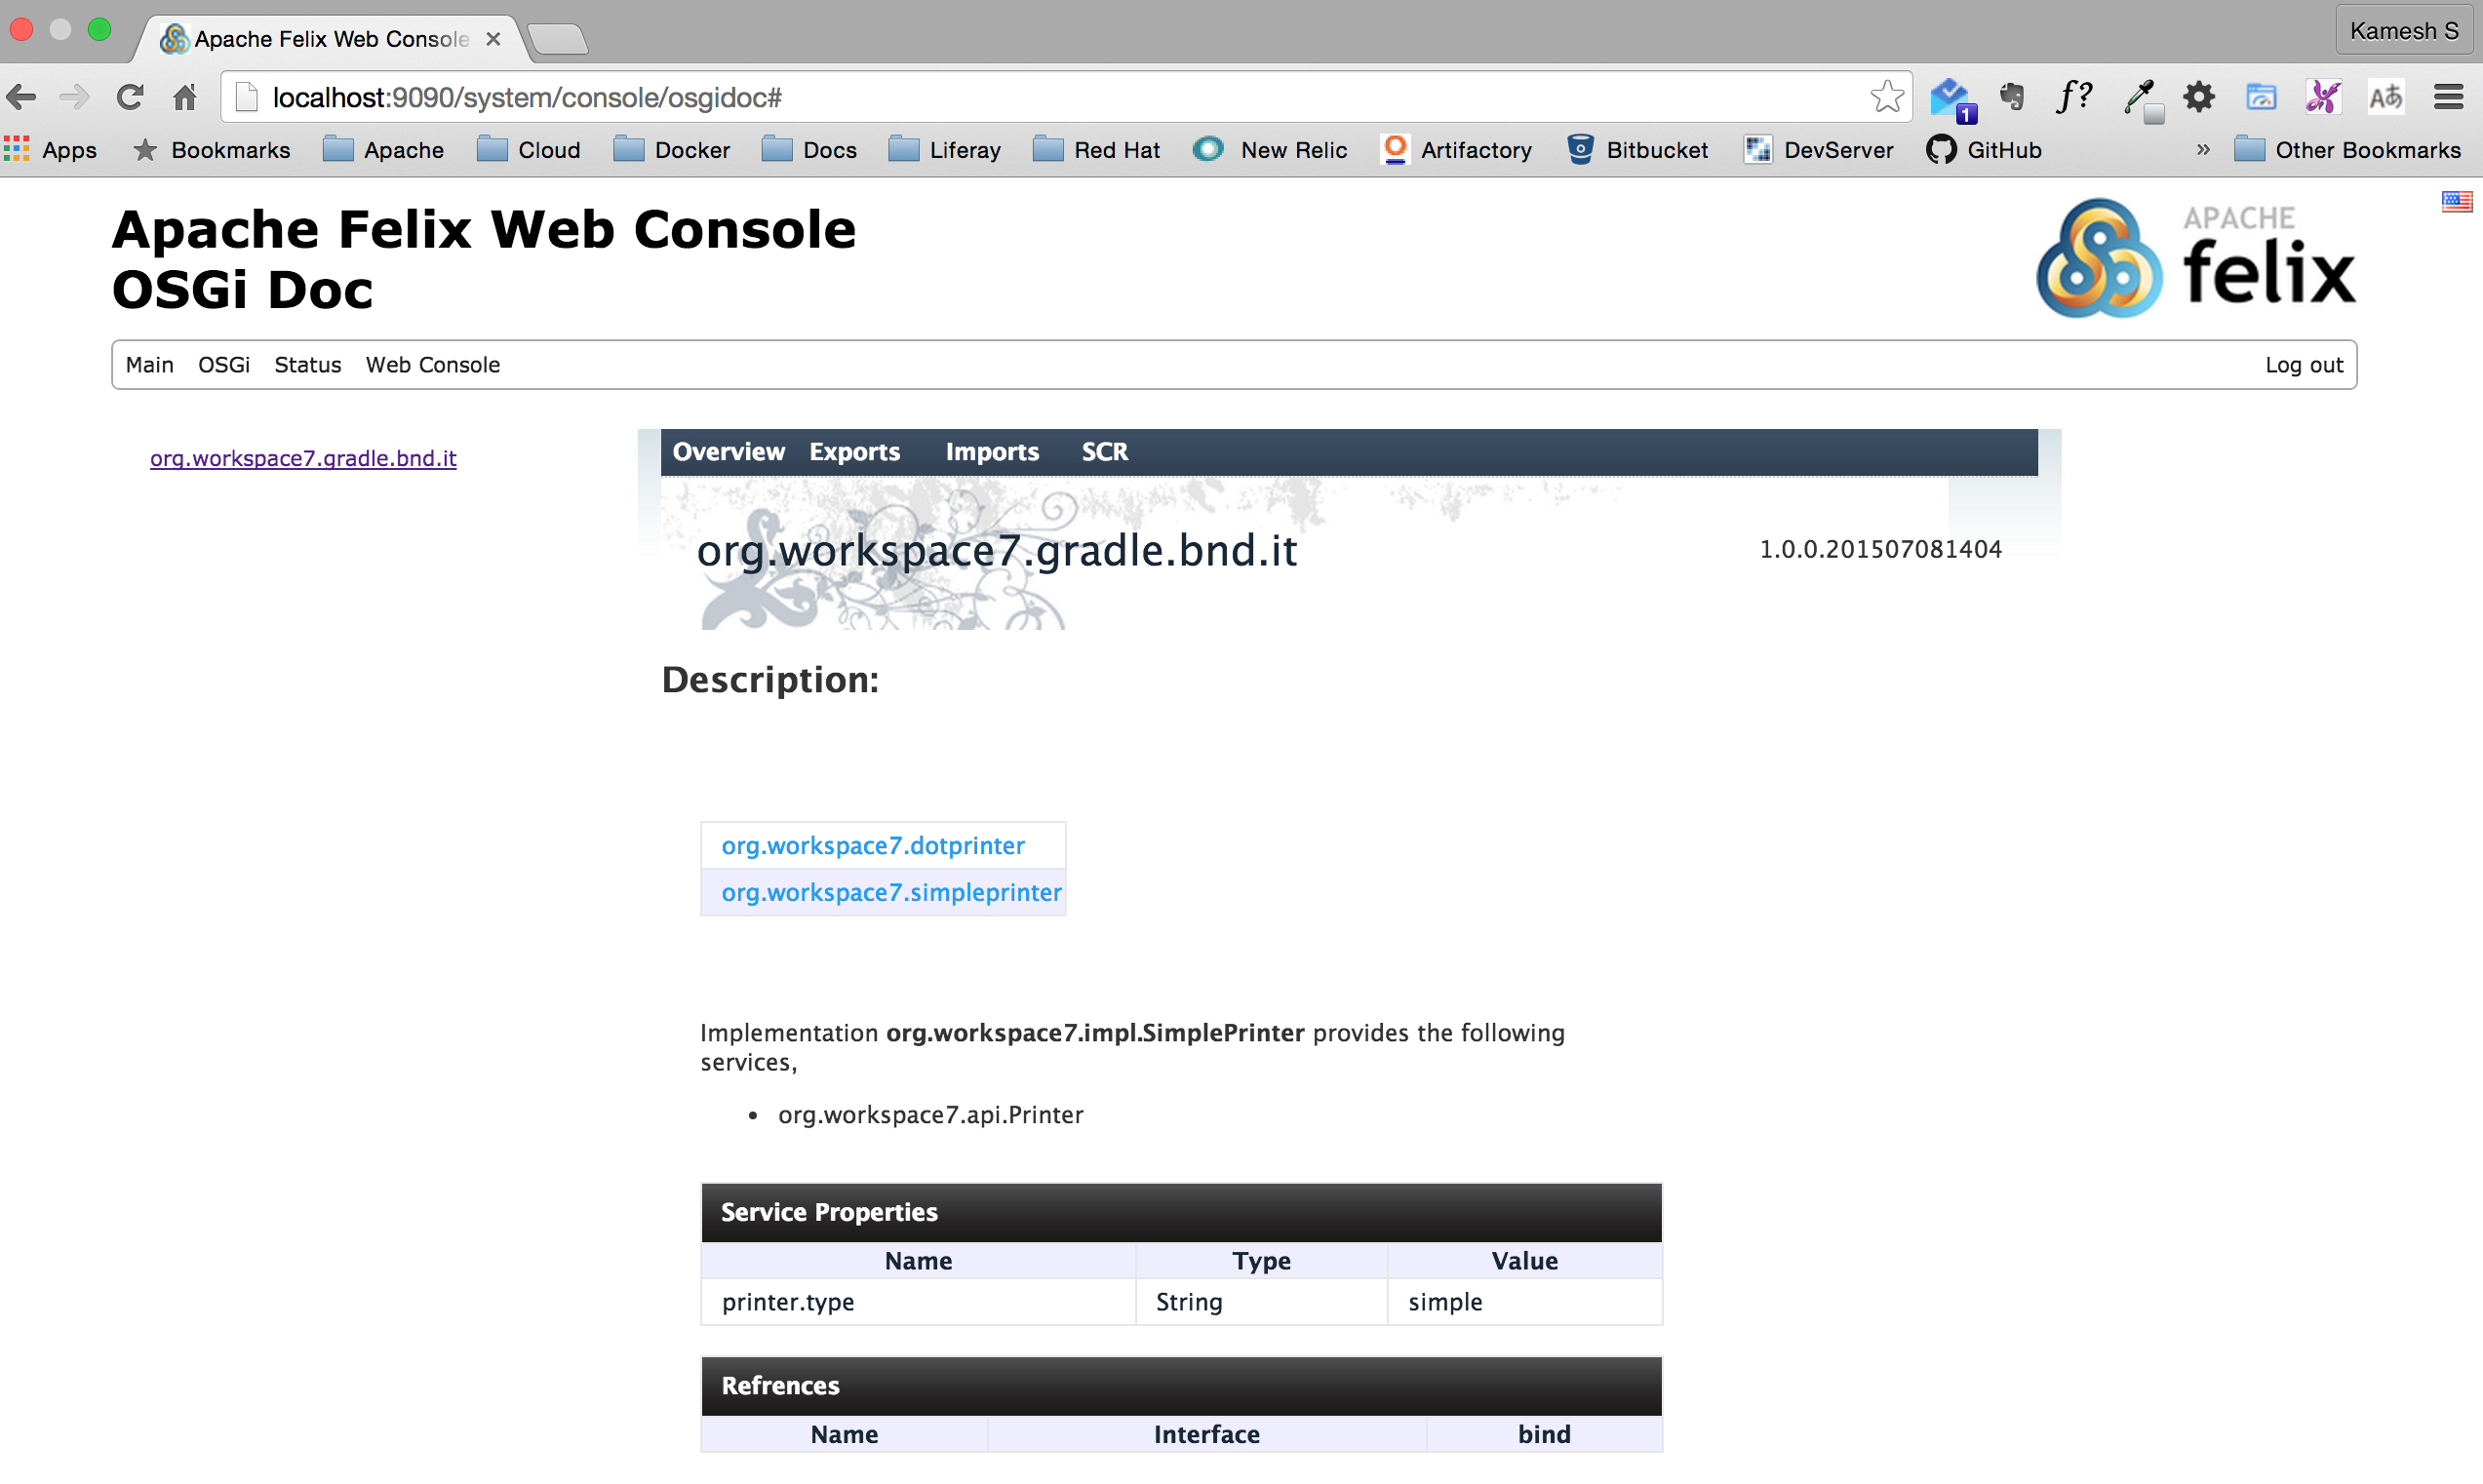 Apache Felix Web Console
Kamesh S
localhost:9090/system/console/osgidoc#
1
f?
Aあ
Apps Bookmarks Apache Cloud Docker Docs Liferay Red Hat New Relic Artifactory Bitbucket DevServer GitHub » Other Bookmarks
Apache Felix Web Console
OSGi Doc
APACHE
felix
Main OSGi Status Web Console Log out
org.workspace7.gradle.bnd.it
Overview Exports Imports SCR
org.workspace7.gradle.bnd.it 1.0.0.201507081404
Description:
org.workspace7.dotprinter
org.workspace7.simpleprinter
Implementation org.workspace7.impl.SimplePrinter provides the following
services,
• org.workspace7.api.Printer
Service Properties
Name Type Value
printer.type String simple
Refrences
Name Interface bind